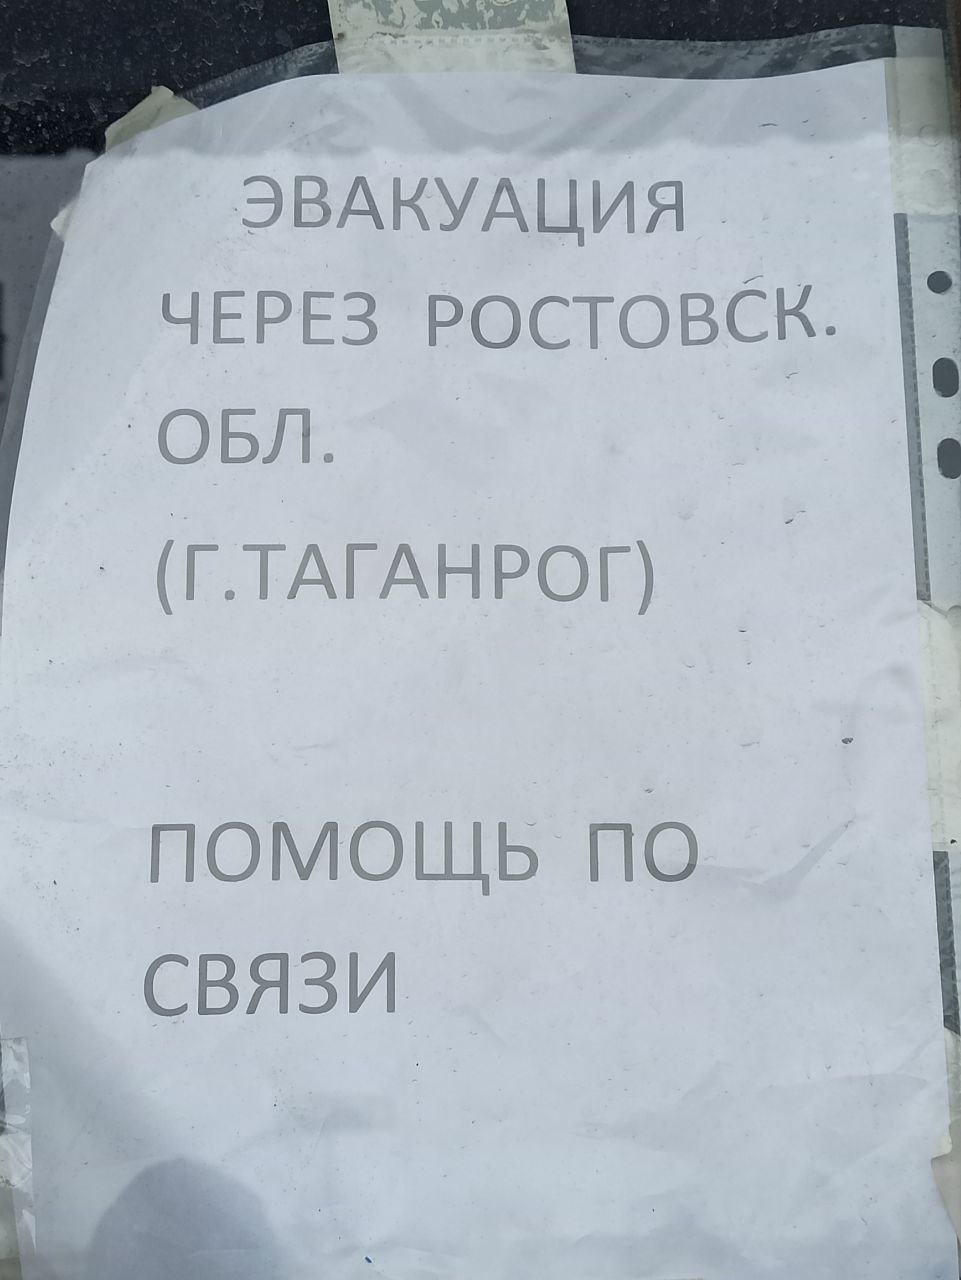 ЭВАКУАЦИЯ
ЧЕРЕЗ РОСТОВСК.
ОБЛ.
(Г.ТАГАНРОГ)
ПОМОЩЬ ПО
СВЯЗИ